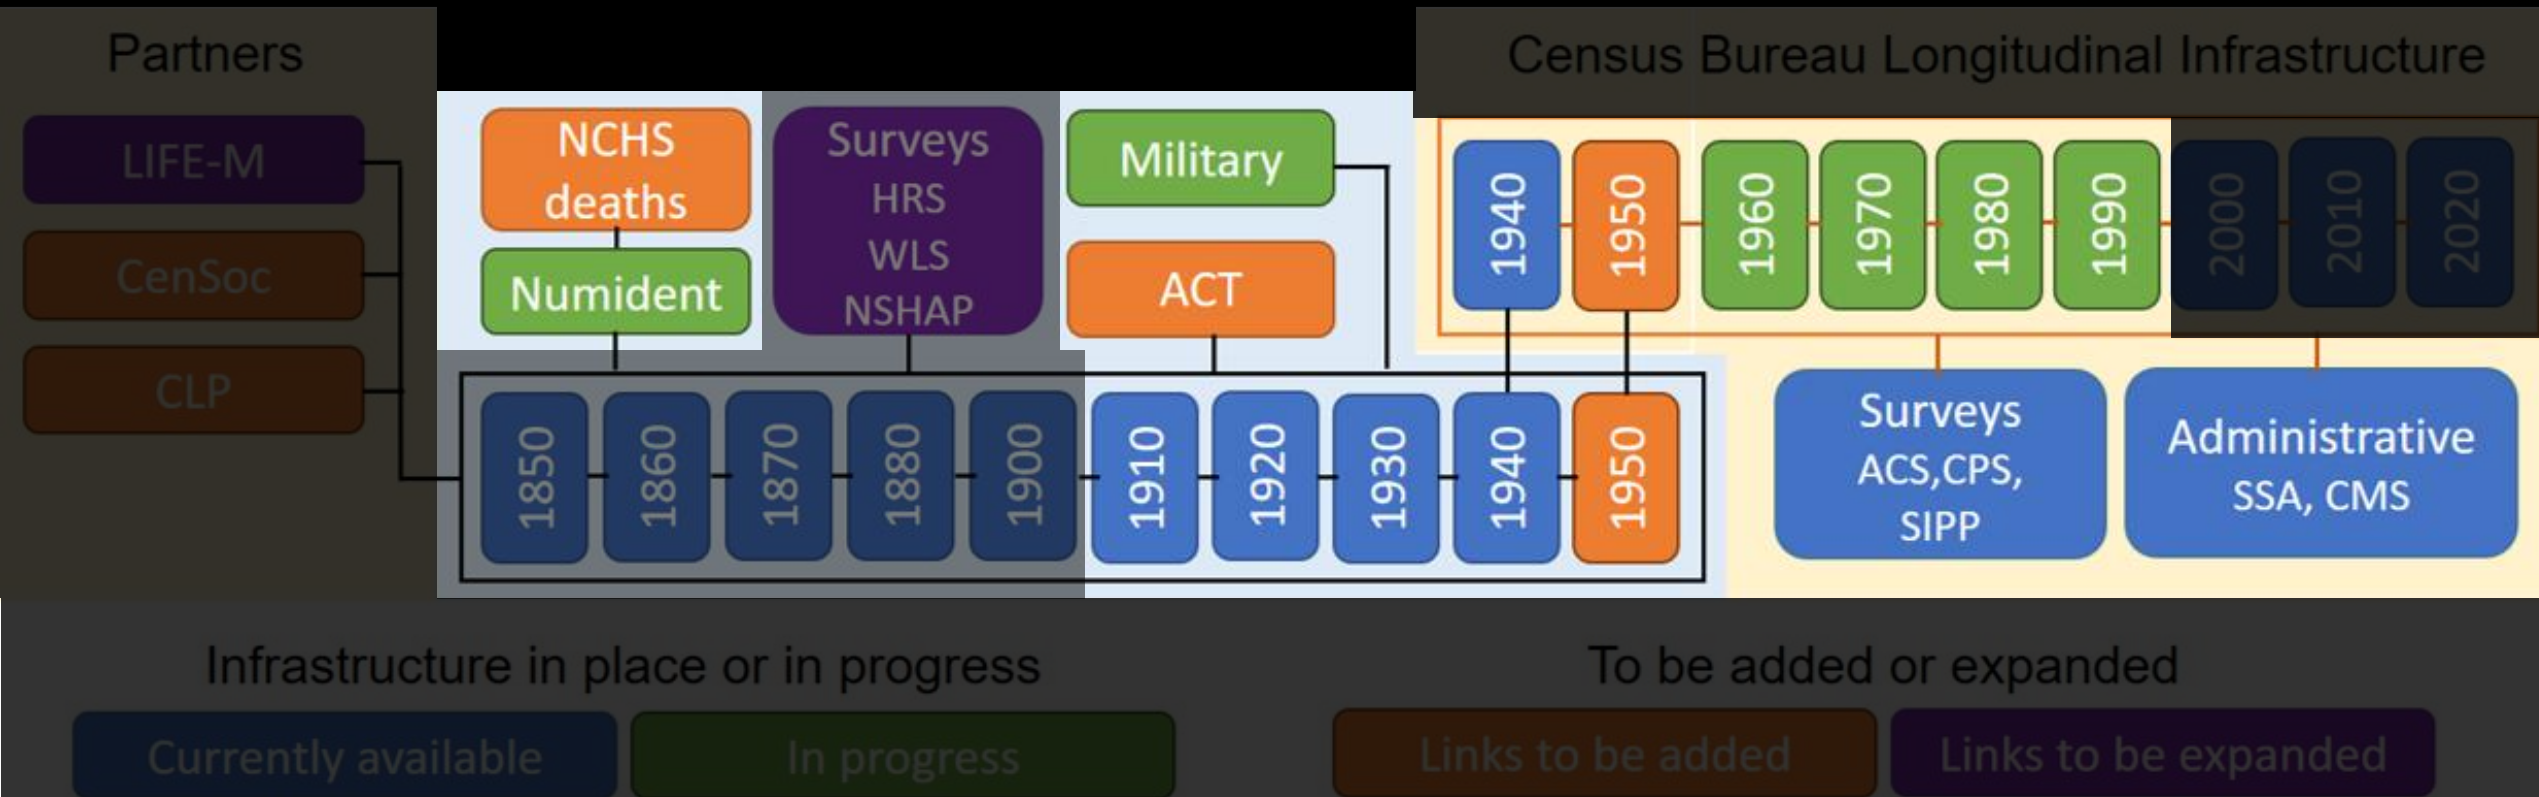 Partners
Census Bureau Longitudinal Infrastructure
LIFE-M
CenSoc
CLP
NCHS
deaths
Numident
Surveys
HRS
WLS
NSHAP
Military
ACT
1940
1950
1960
1970
1980
1990
2000
2010
2020
1850
1860
1870
1880
1900
1910
1920
1930
1940
1950
Surveys
ACS,CPS,
SIPP
Administrative
SSA, CMS
Infrastructure in place or in progress
To be added or expanded
Currently available
In progress
Links to be added
Links to be expanded